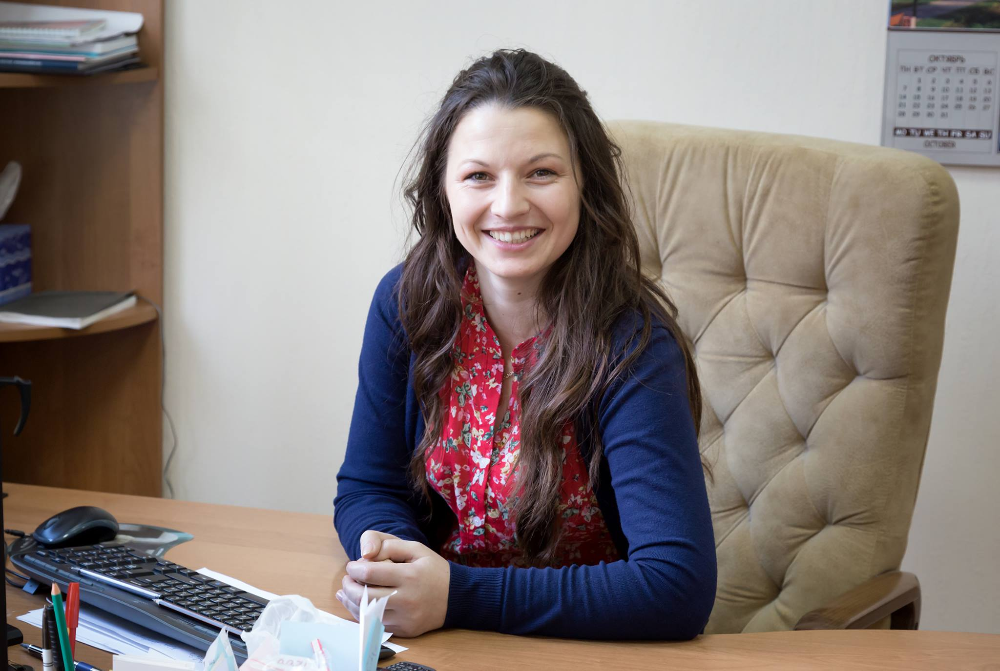 ОКТЯБРЬ
ПН ВТ СР ЧТ ПТ СБ ВС
1 2 3 4 5 6
7 8 9 10 11 12 13
14 15 16 17 18 19 20
21 22 23 24 25 26 27
28 29 30 31
MO TU WE TH FR SA SU
OCTOBER